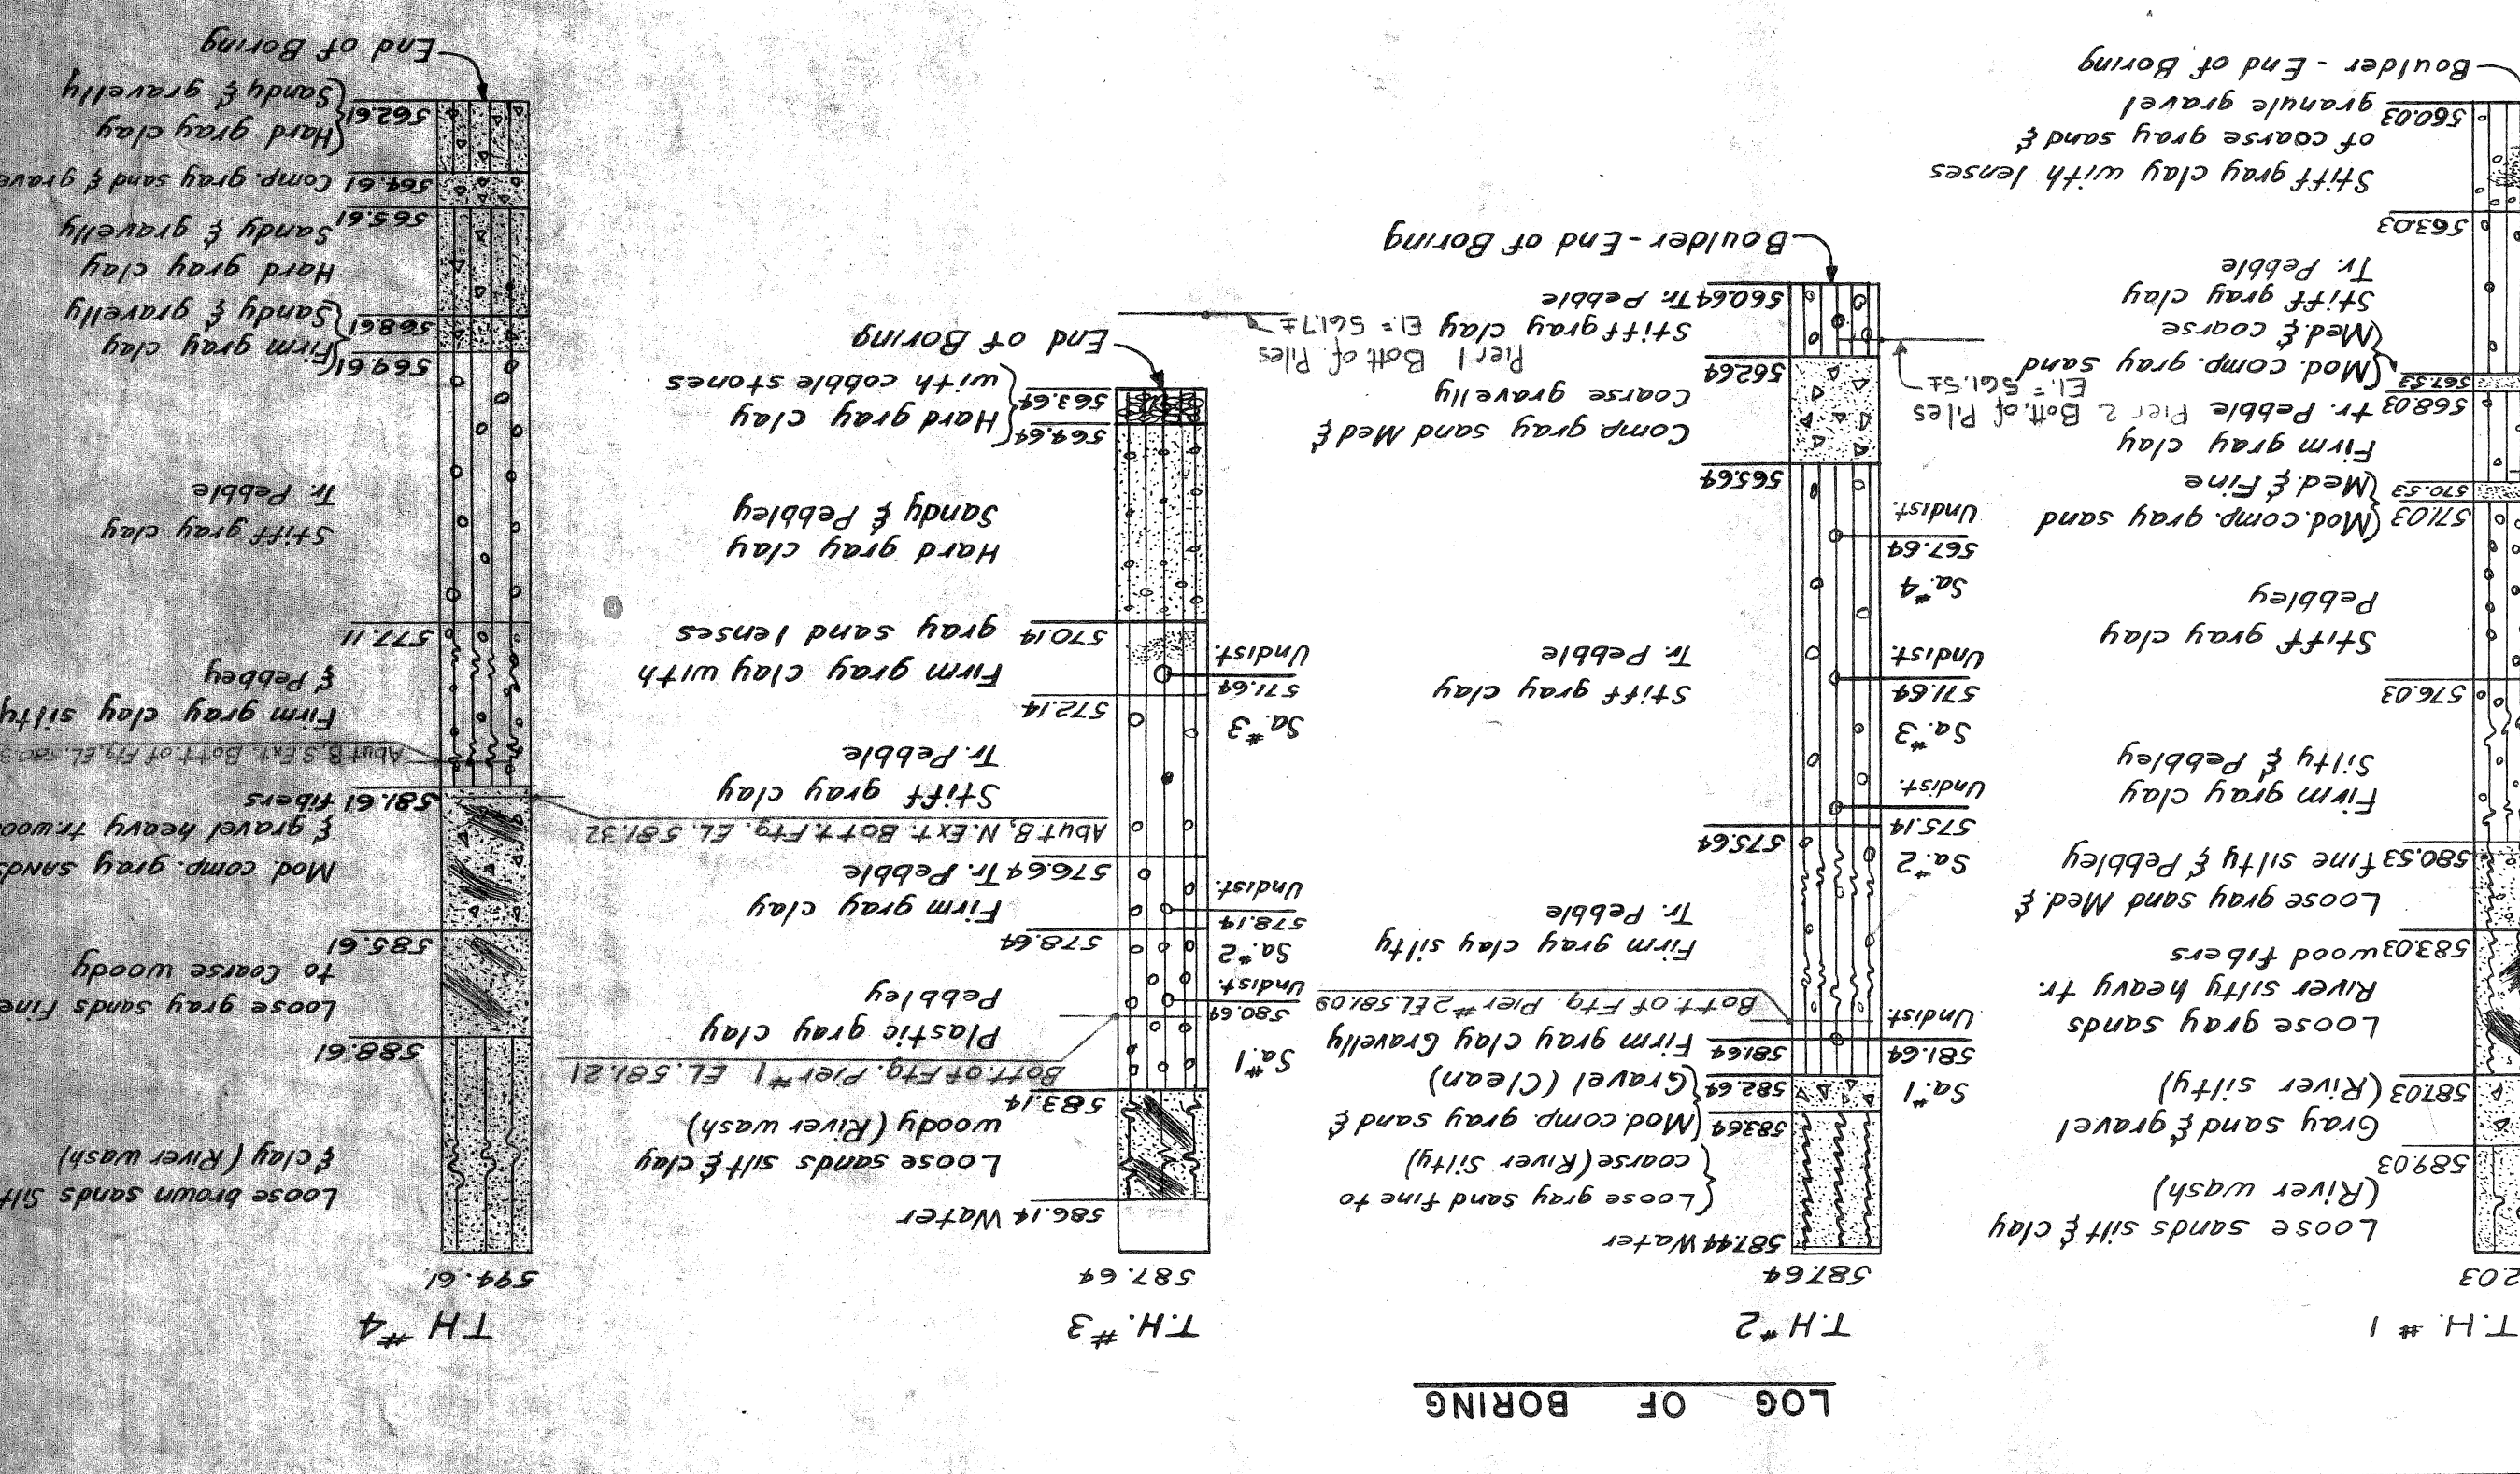 LOG OF BORING
T.H. # 1
2.03
Loose sands silt & clay
(River wash)
589.03
Gray sand & gravel
(River silty)
587.03
Loose gray sands
River silty heavy tr.
wood fibers
583.03
Loose gray sand Med. &
fine silty & Pebbley
580.53
Firm gray clay
Silty & Pebbley
576.03
Stiff gray clay
Pebbley
571.03
Mod. comp. gray sand
Med. & Fine
570.53
Firm gray clay
tr. Pebble
568.03
Mod. comp. gray sand
Med. & coarse
567.53
Stiff gray clay
Tr. Pebble
563.03
Stiff gray clay with lenses
of coarse gray sand &
granule gravel
560.03
Boulder - End of Boring
T.H #2
587.64
587.44 Water
Loose gray sand fine to
coarse (River Silty)
583.64
Mod comp. gray sand &
Gravel (Clean)
582.64
Sa. #1
581.64
Undist.
581.64
Firm gray clay Gravelly
Bott. of Ftg. Pier #2 EL 581.09
Firm gray clay silty
Tr. Pebble
Sa. #2
575.64
575.14
Undist.
Sa. #3
571.64
Undist.
Stiff gray clay
Tr. Pebble
Sa. #4
567.64
Undist.
565.64
Comp gray sand Med &
Coarse gravelly
562.64
Pier 2 Bott. of Piles
El. = 561.5±
Stiff gray clay
Tr. Pebble
560.64
Boulder - End of Boring
T.H. #3
587.64
586.14 Water
Loose sands silt & clay
woody (River wash)
583.14
Bott. of Ftg. Pier #1 EL. 581.21
Sa. #1
580.64
Undist.
Plastic gray clay
Pebbley
Sa. #2
578.64
578.14
Undist.
Firm gray clay
Tr. Pebble
576.64
Abut. B, N. Ext. Bott. Ftg. EL. 581.32
Stiff gray clay
Tr. Pebble
Sa. #3
572.14
571.64
Undist.
Firm gray clay with
gray sand lenses
570.14
Hard gray clay
Sandy & Pebbley
564.64
Hard gray clay
with cobble stones
563.64
Pier 1 Bott of Piles
El = 561.7±
End of Boring
TH #4
594.61
Loose brown sands Silt
& clay (River wash)
588.61
Loose gray sands fine
to Coarse woody
585.61
Mod. comp. gray sands
& gravel heavy tr. woo
fibers
581.61
Abut. B, S. Ext. Bott of Ftg EL. 580.3
Firm gray clay silty
& Pebbey
577.11
Stiff gray clay
Tr. Pebble
569.61
Firm gray clay
Sandy & gravelly
568.61
Hard gray clay
Sandy & gravelly
565.61
Comp. gray sand & grave
564.61
Hard gray clay
Sandy & gravelly
562.61
End of Boring